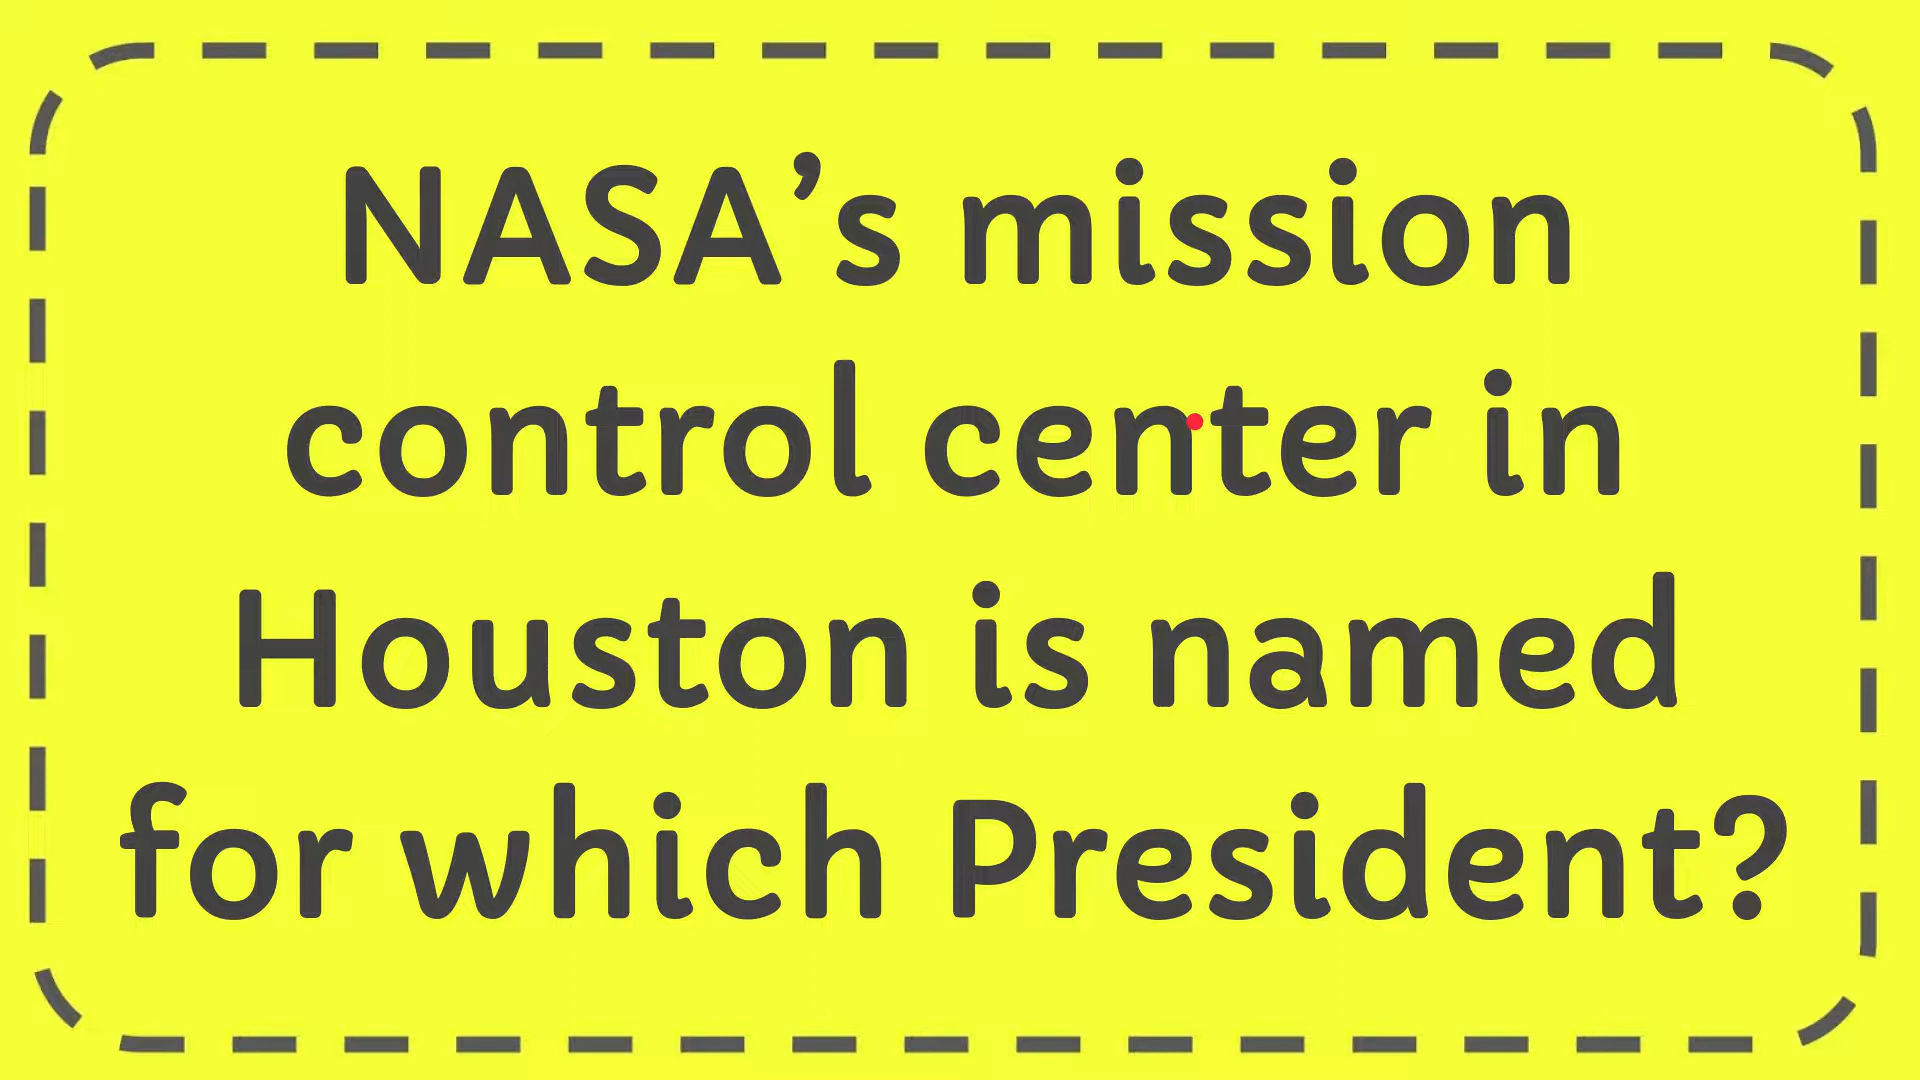 NASA’s mission
control center in
Houston is named
for which President?